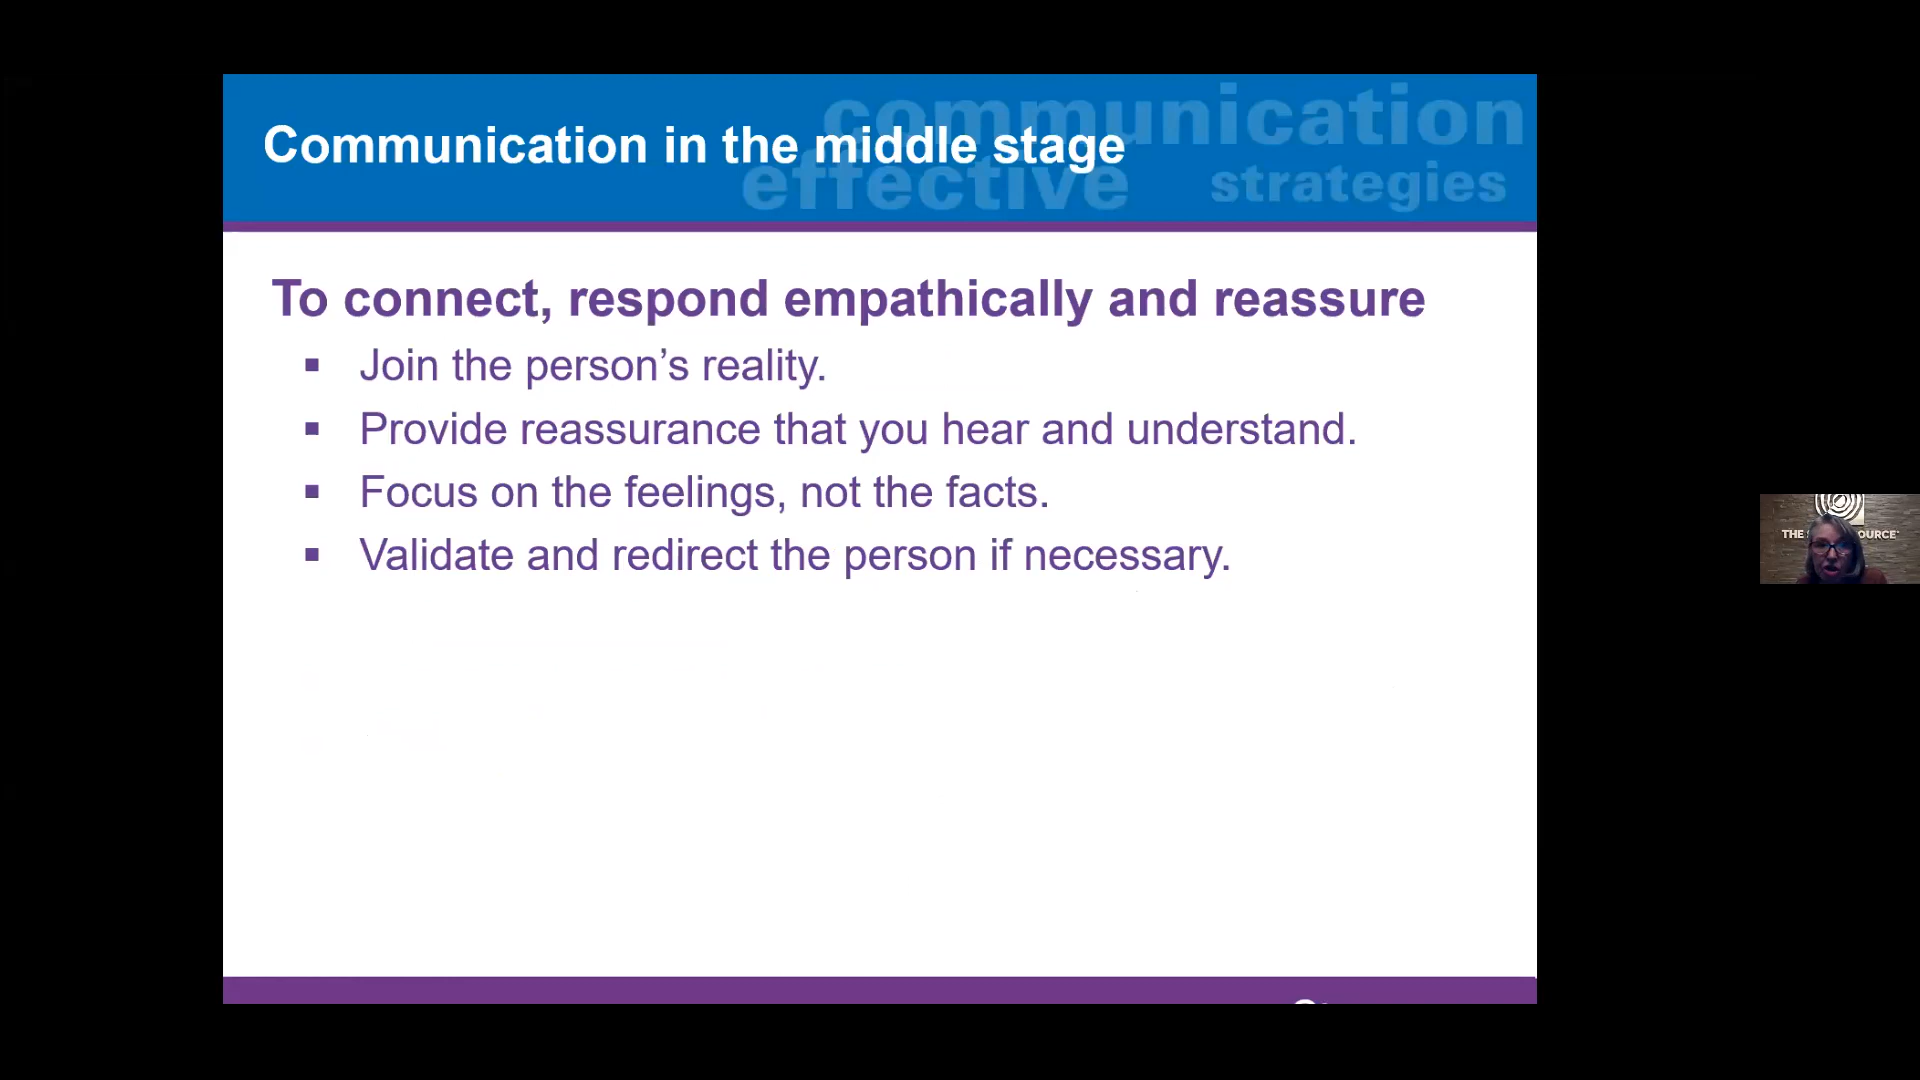 communication
Communication in the middle stage
effective strategies
To connect, respond empathically and reassure
▪ Join the person’s reality.
▪ Provide reassurance that you hear and understand.
▪ Focus on the feelings, not the facts.
▪ Validate and redirect the person if necessary.
THE OURCE